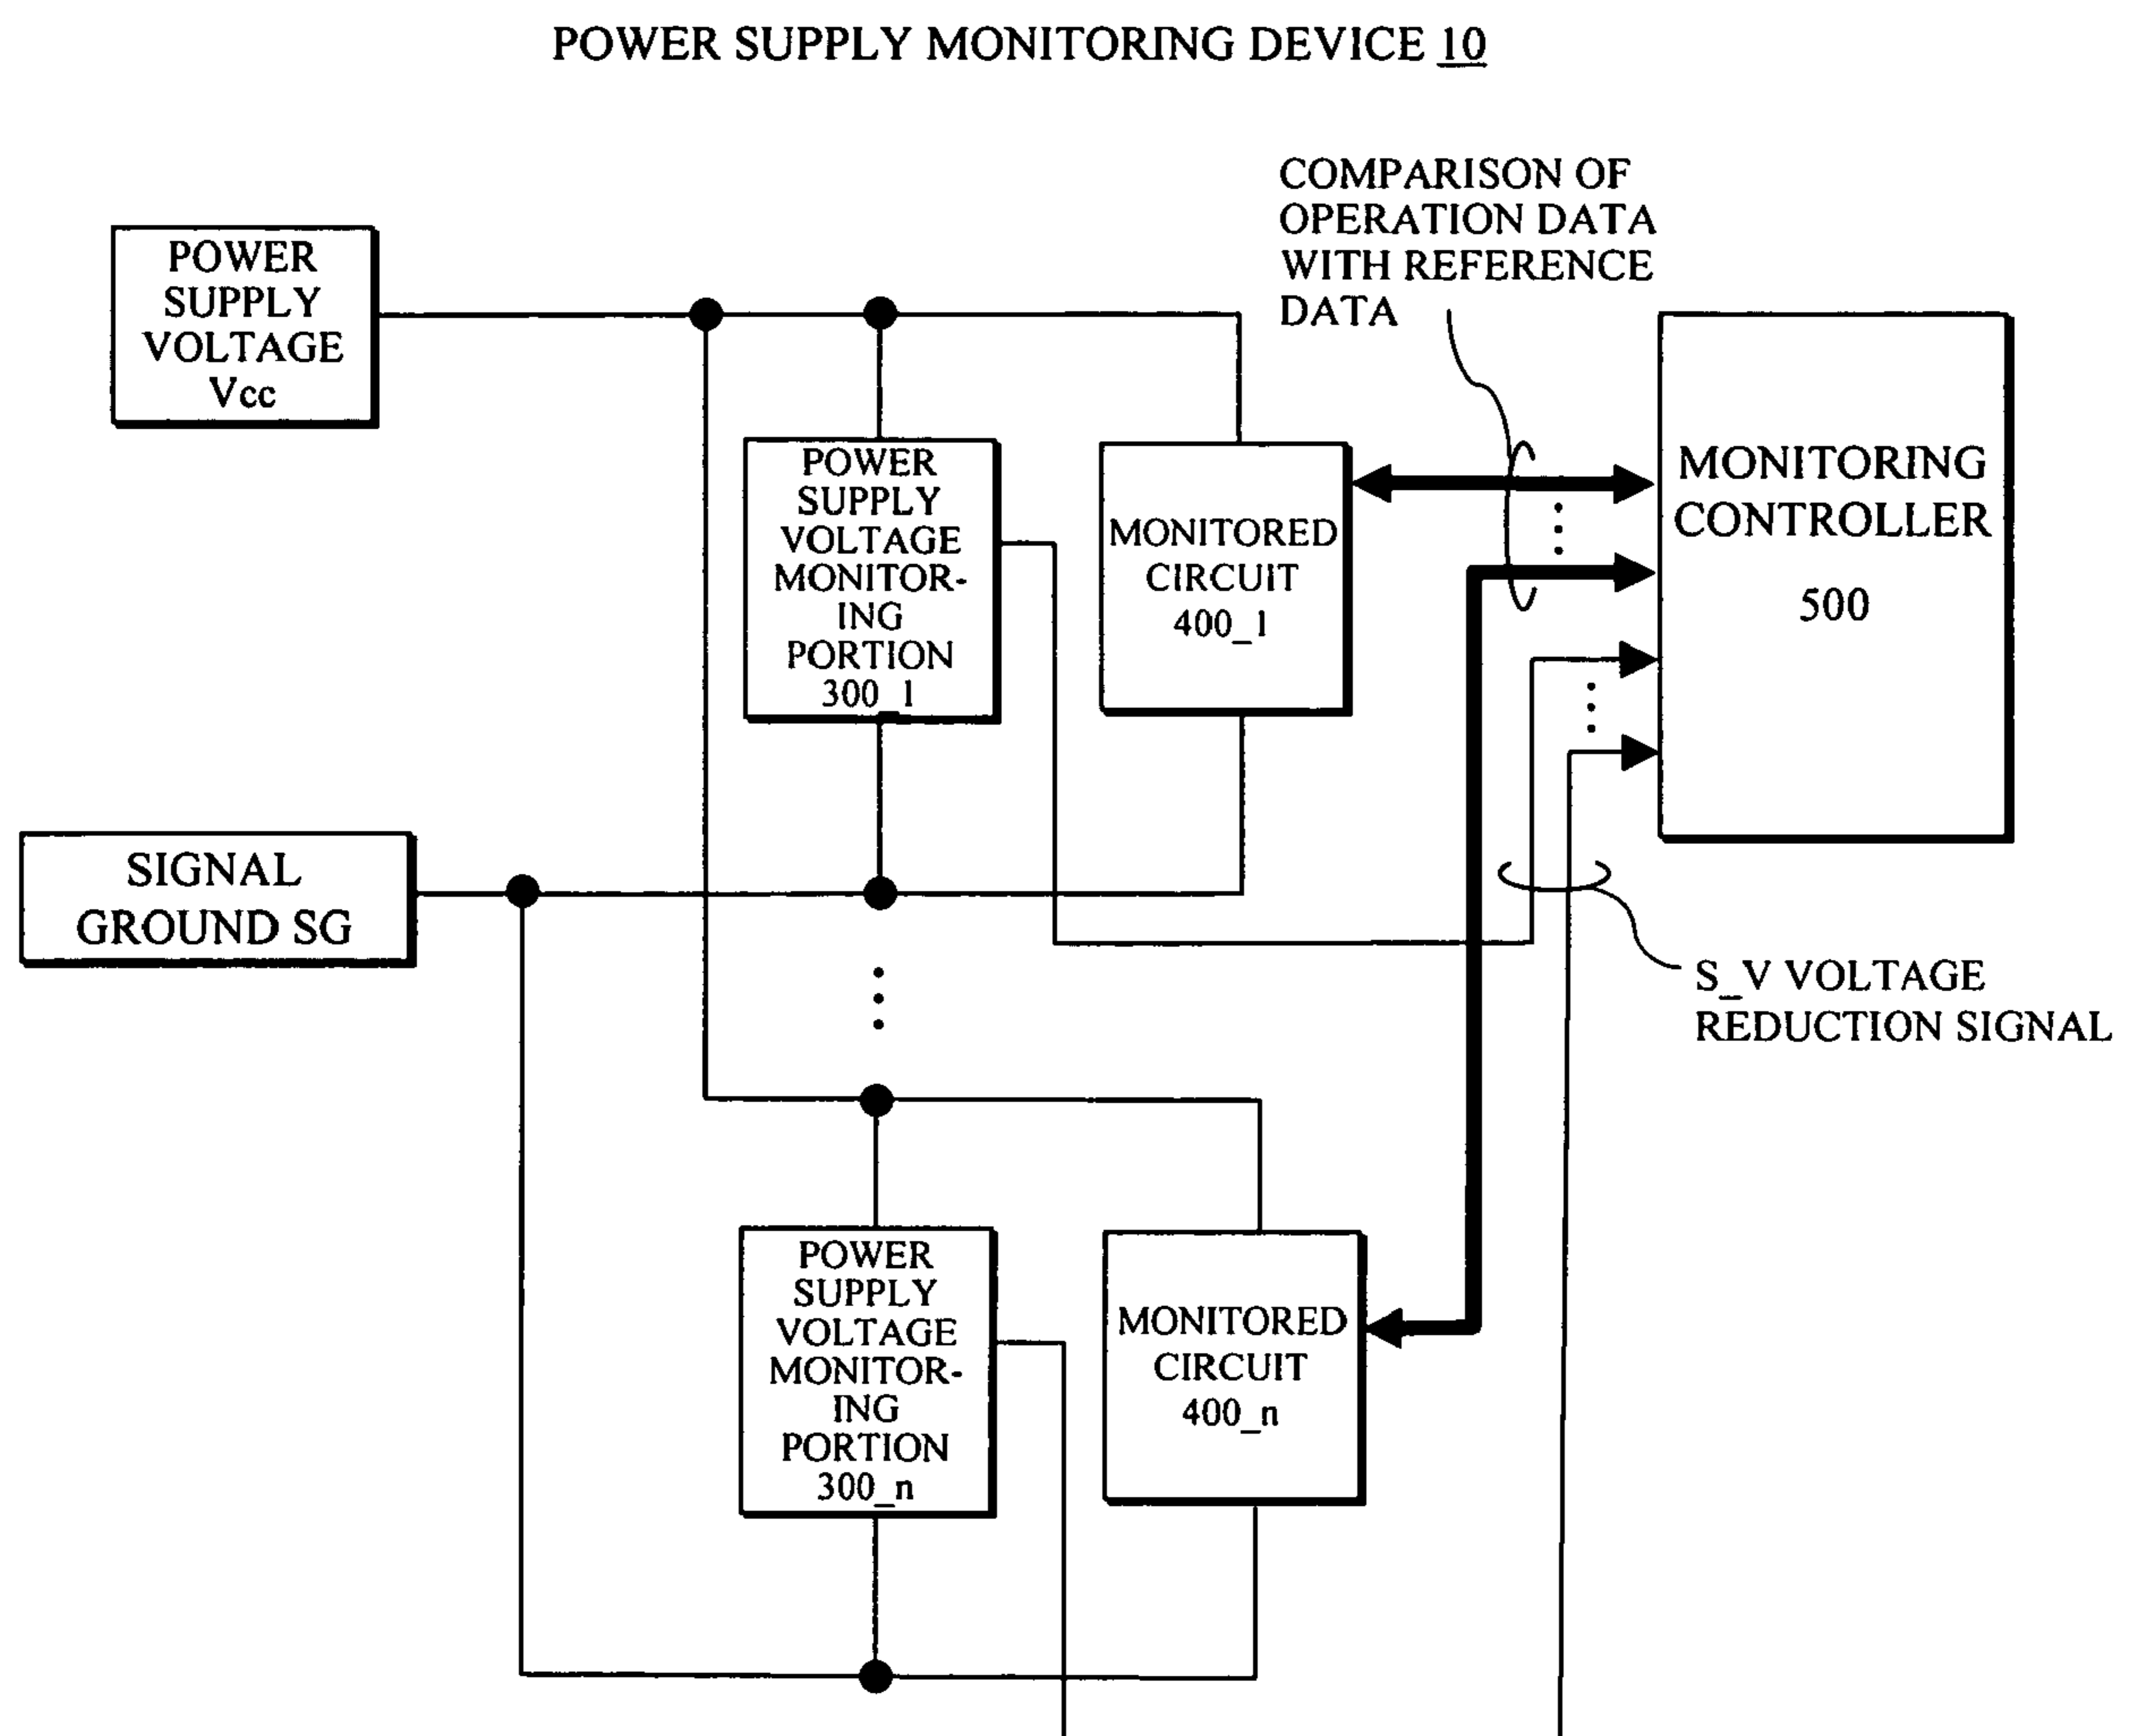 POWER SUPPLY MONITORING DEVICE 10
COMPARISON OF
OPERATION DATA
WITH REFERENCE
DATA
POWER
SUPPLY
VOLTAGE
Vcc
POWER
SUPPLY
VOLTAGE
MONITOR-
ING
PORTION
300_1
MONITORED
CIRCUIT
400_1
MONITORING
CONTROLLER
500
SIGNAL
GROUND SG
S_V VOLTAGE
REDUCTION SIGNAL
POWER
SUPPLY
VOLTAGE
MONITOR-
ING
PORTION
300_n
MONITORED
CIRCUIT
400_n